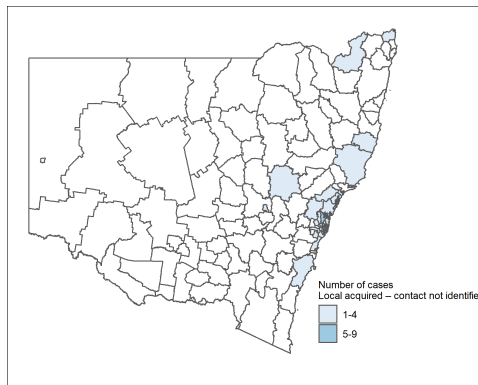 Number of cases
Local acquired – contact not identifie
1-4
5-9